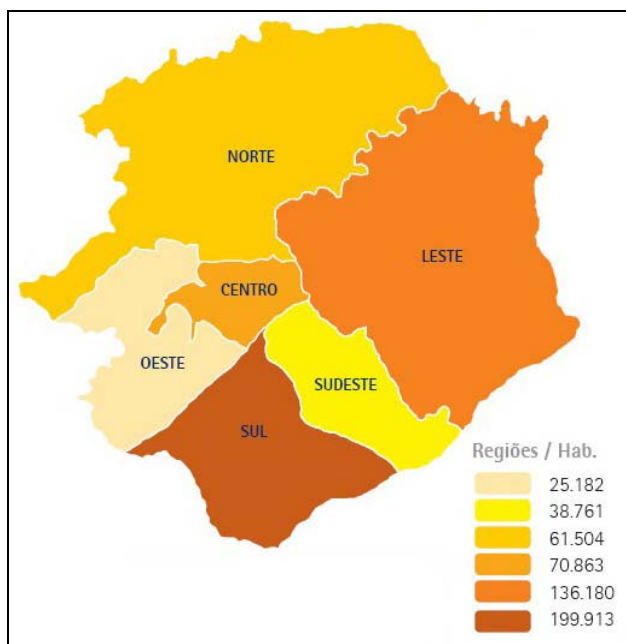 NORTE
LESTE
CENTRO
OESTE
SUDESTE
SUL
Regiões / Hab.
25.182
38.761
61.504
70.863
136.180
199.913